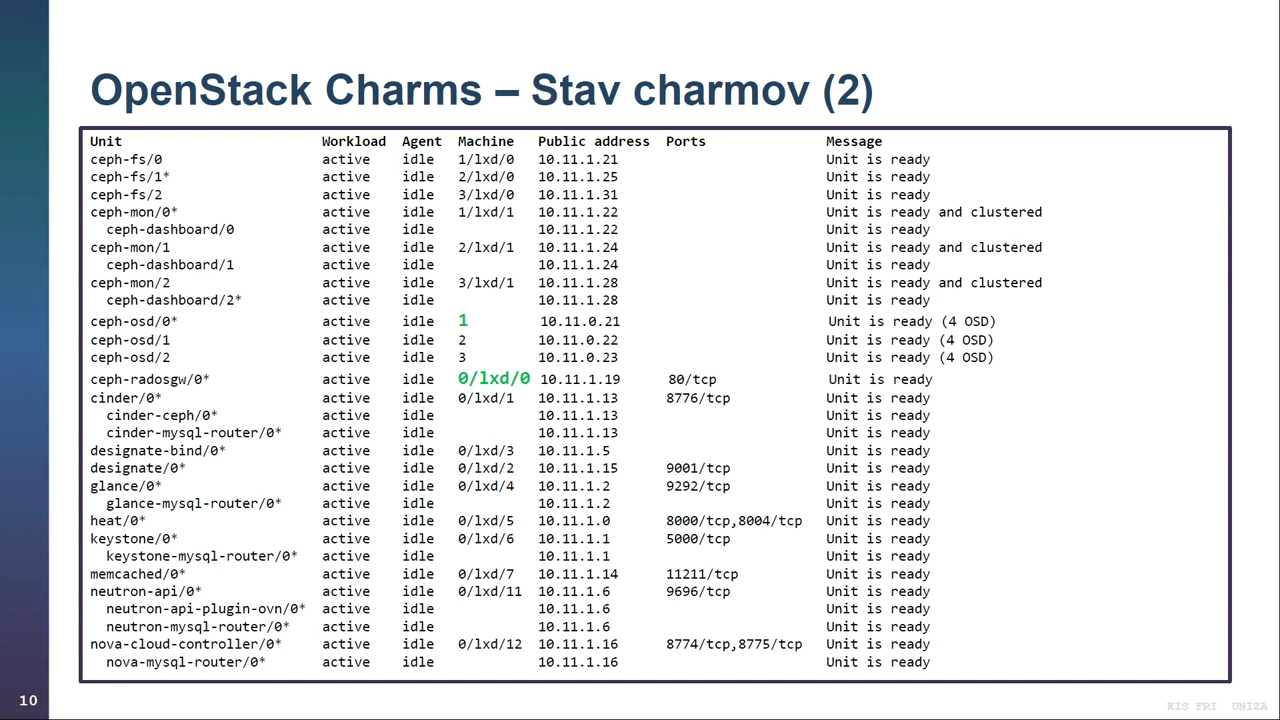 OpenStack Charms – Stav charmov (2)
Unit Workload Agent Machine Public address Ports Message
ceph-fs/0 active idle 1/lxd/0 10.11.1.21 Unit is ready
ceph-fs/1* active idle 2/lxd/0 10.11.1.25 Unit is ready
ceph-fs/2 active idle 3/lxd/0 10.11.1.31 Unit is ready
ceph-mon/0* active idle 1/lxd/1 10.11.1.22 Unit is ready and clustered
ceph-dashboard/0 active idle 10.11.1.22 Unit is ready
ceph-mon/1 active idle 2/lxd/1 10.11.1.24 Unit is ready and clustered
ceph-dashboard/1 active idle 10.11.1.24 Unit is ready
ceph-mon/2 active idle 3/lxd/1 10.11.1.28 Unit is ready and clustered
ceph-dashboard/2* active idle 10.11.1.28 Unit is ready
ceph-osd/0* active idle 1 10.11.0.21 Unit is ready (4 OSD)
ceph-osd/1 active idle 2 10.11.0.22 Unit is ready (4 OSD)
ceph-osd/2 active idle 3 10.11.0.23 Unit is ready (4 OSD)
ceph-radosgw/0* active idle 0/lxd/0 10.11.1.19 80/tcp Unit is ready
cinder/0* active idle 0/lxd/1 10.11.1.13 8776/tcp Unit is ready
cinder-ceph/0* active idle 10.11.1.13 Unit is ready
cinder-mysql-router/0* active idle 10.11.1.13 Unit is ready
designate-bind/0* active idle 0/lxd/3 10.11.1.5 Unit is ready
designate/0* active idle 0/lxd/2 10.11.1.15 9001/tcp Unit is ready
glance/0* active idle 0/lxd/4 10.11.1.2 9292/tcp Unit is ready
glance-mysql-router/0* active idle 10.11.1.2 Unit is ready
heat/0* active idle 0/lxd/5 10.11.1.0 8000/tcp,8004/tcp Unit is ready
keystone/0* active idle 0/lxd/6 10.11.1.1 5000/tcp Unit is ready
keystone-mysql-router/0* active idle 10.11.1.1 Unit is ready
memcached/0* active idle 0/lxd/7 10.11.1.14 11211/tcp Unit is ready
neutron-api/0* active idle 0/lxd/11 10.11.1.6 9696/tcp Unit is ready
neutron-api-plugin-ovn/0* active idle 10.11.1.6 Unit is ready
neutron-mysql-router/0* active idle 10.11.1.6 Unit is ready
nova-cloud-controller/0* active idle 0/lxd/12 10.11.1.16 8774/tcp,8775/tcp Unit is ready
nova-mysql-router/0* active idle 10.11.1.16 Unit is ready
10
KIS FRI UNIZA